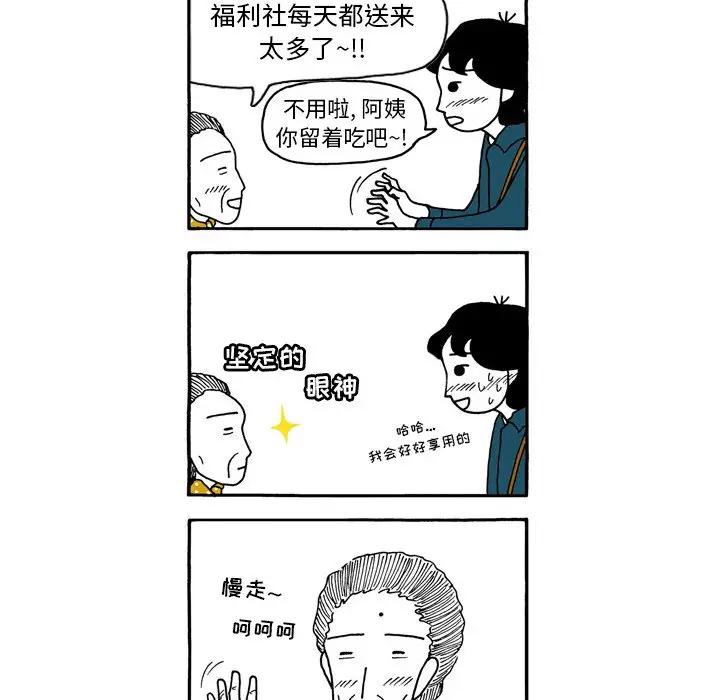 福利社每天都送来
太多了~!!
不用啦, 阿姨
你留着吃吧~!
坚定的
眼神
哈哈...
我会好好享用的
慢走~
呵呵呵